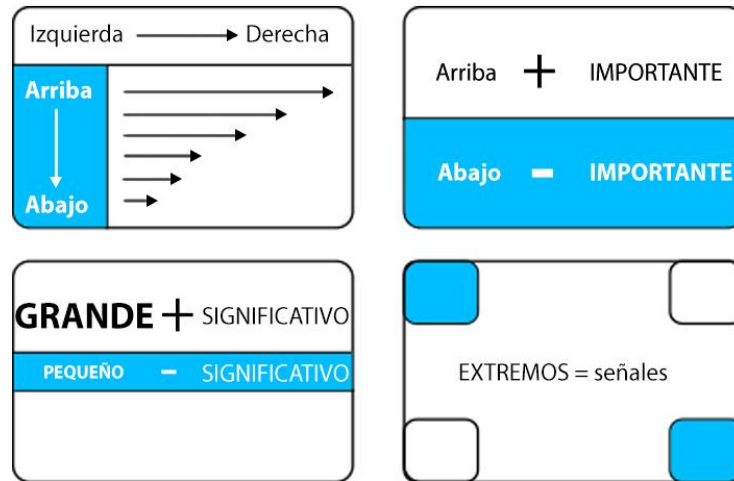 Izquierda → Derecha
Arriba
Abajo
Arriba + IMPORTANTE
Abajo - IMPORTANTE
GRANDE + SIGNIFICATIVO
PEQUEÑO - SIGNIFICATIVO
EXTREMOS = señales